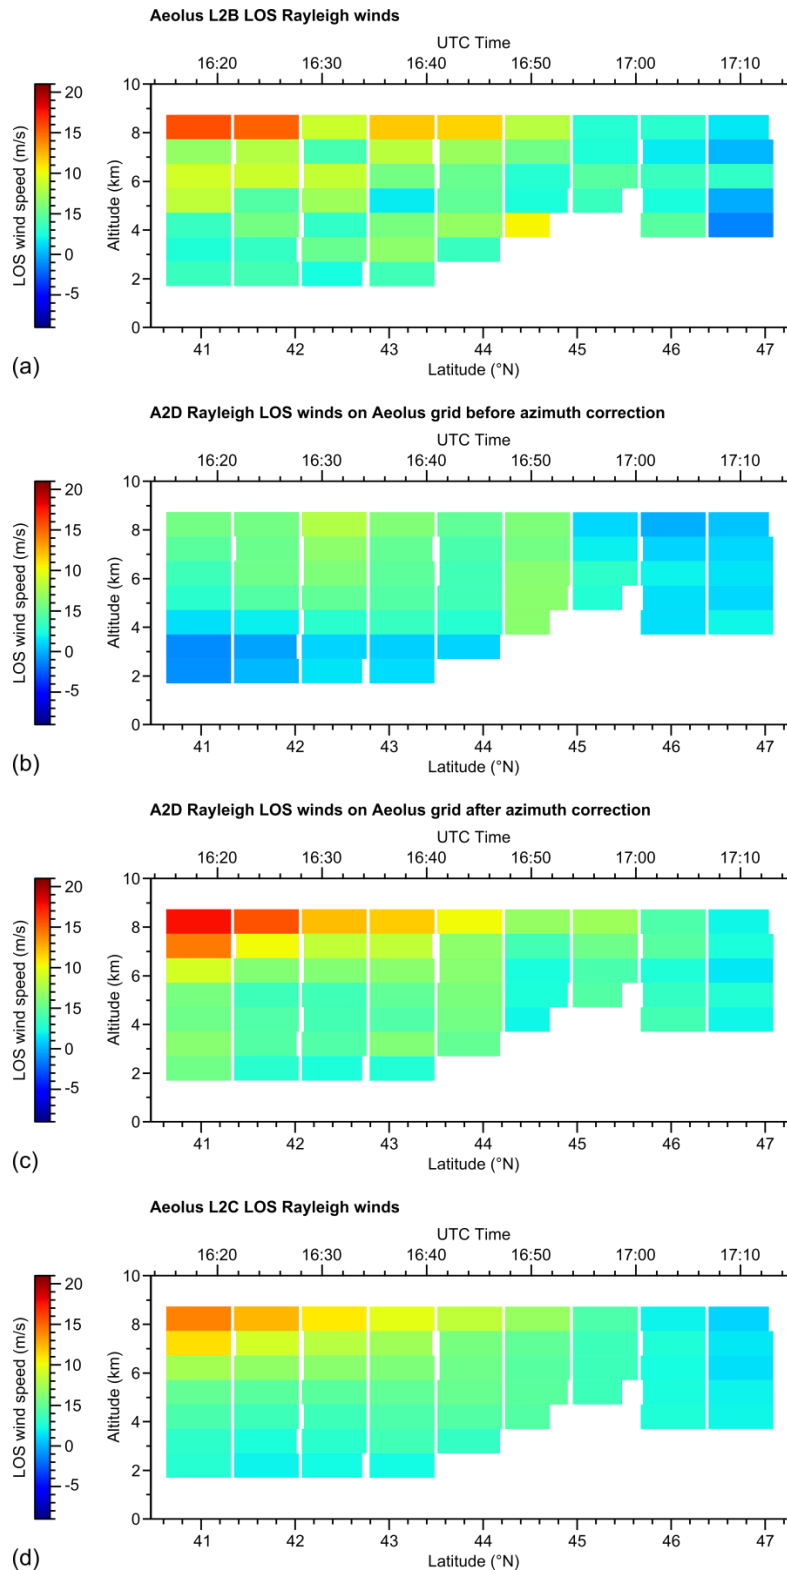 Aeolus L2B LOS Rayleigh winds
UTC Time
16:20 16:30 16:40 16:50 17:00 17:10
LOS wind speed (m/s)
20
15
10
15
0
-5
Altitude (km)
10
8
6
4
2
0
41 42 43 44 45 46 47
Latitude (°N)
(a)
A2D Rayleigh LOS winds on Aeolus grid before azimuth correction
UTC Time
16:20 16:30 16:40 16:50 17:00 17:10
LOS wind speed (m/s)
20
15
10
15
0
-5
Altitude (km)
10
8
6
4
2
0
41 42 43 44 45 46 47
Latitude (°N)
(b)
A2D Rayleigh LOS winds on Aeolus grid after azimuth correction
UTC Time
16:20 16:30 16:40 16:50 17:00 17:10
LOS wind speed (m/s)
20
15
10
15
0
-5
Altitude (km)
10
8
6
4
2
0
41 42 43 44 45 46 47
Latitude (°N)
(c)
Aeolus L2C LOS Rayleigh winds
UTC Time
16:20 16:30 16:40 16:50 17:00 17:10
LOS wind speed (m/s)
20
15
10
15
0
-5
Altitude (km)
10
8
6
4
2
0
41 42 43 44 45 46 47
Latitude (°N)
(d)